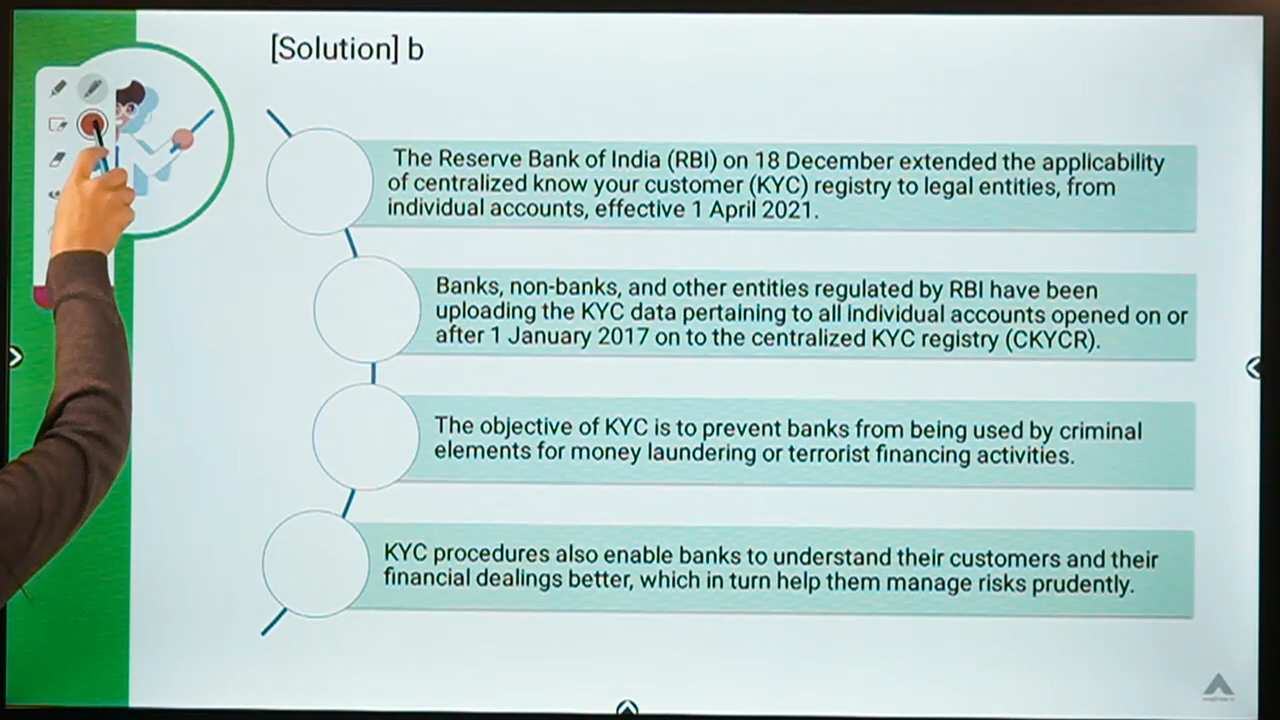 [Solution] b
The Reserve Bank of India (RBI) on 18 December extended the applicability
of centralized know your customer (KYC) registry to legal entities, from
individual accounts, effective 1 April 2021.
Banks, non-banks, and other entities regulated by RBI have been
uploading the KYC data pertaining to all individual accounts opened on or
after 1 January 2017 on to the centralized KYC registry (CKYCR).
The objective of KYC is to prevent banks from being used by criminal
elements for money laundering or terrorist financing activities.
KYC procedures also enable banks to understand their customers and their
financial dealings better, which in turn help them manage risks prudently.